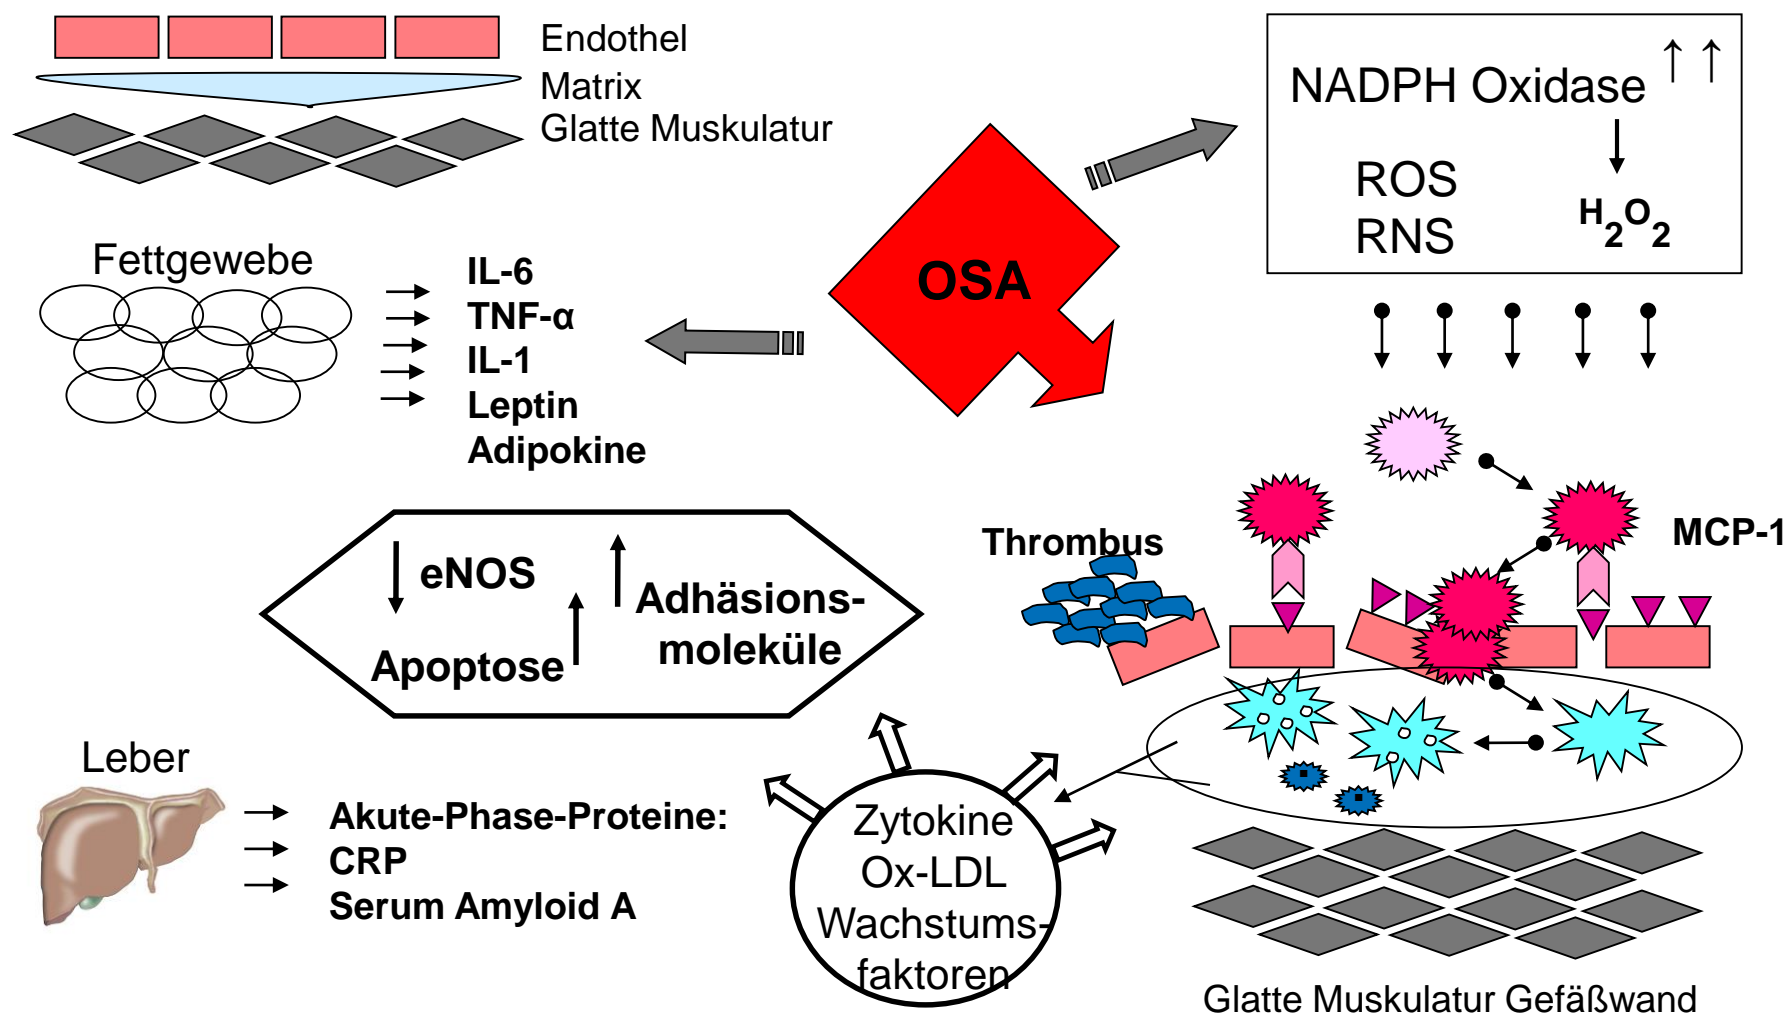 Endothel
Matrix
Glatte Muskulatur
NADPH Oxidase ↑ ↑
ROS
RNS
H2O2
OSA
Fettgewebe
IL-6
TNF-α
IL-1
Leptin
Adipokine
eNOS
Apoptose
Adhäsions-
moleküle
Thrombus
MCP-1
Leber
Akute-Phase-Proteine:
CRP
Serum Amyloid A
Zytokine
Ox-LDL
Wachstums-
faktoren
Glatte Muskulatur Gefäßwand